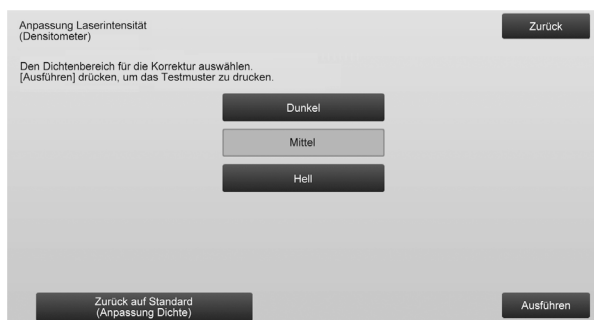 Anpassung Laserintensität
(Densitometer)
Zurück
Den Dichtenbereich für die Korrektur auswählen.
[Ausführen] drücken, um das Testmuster zu drucken.
Dunkel
Mittel
Hell
Zurück auf Standard
(Anpassung Dichte)
Ausführen